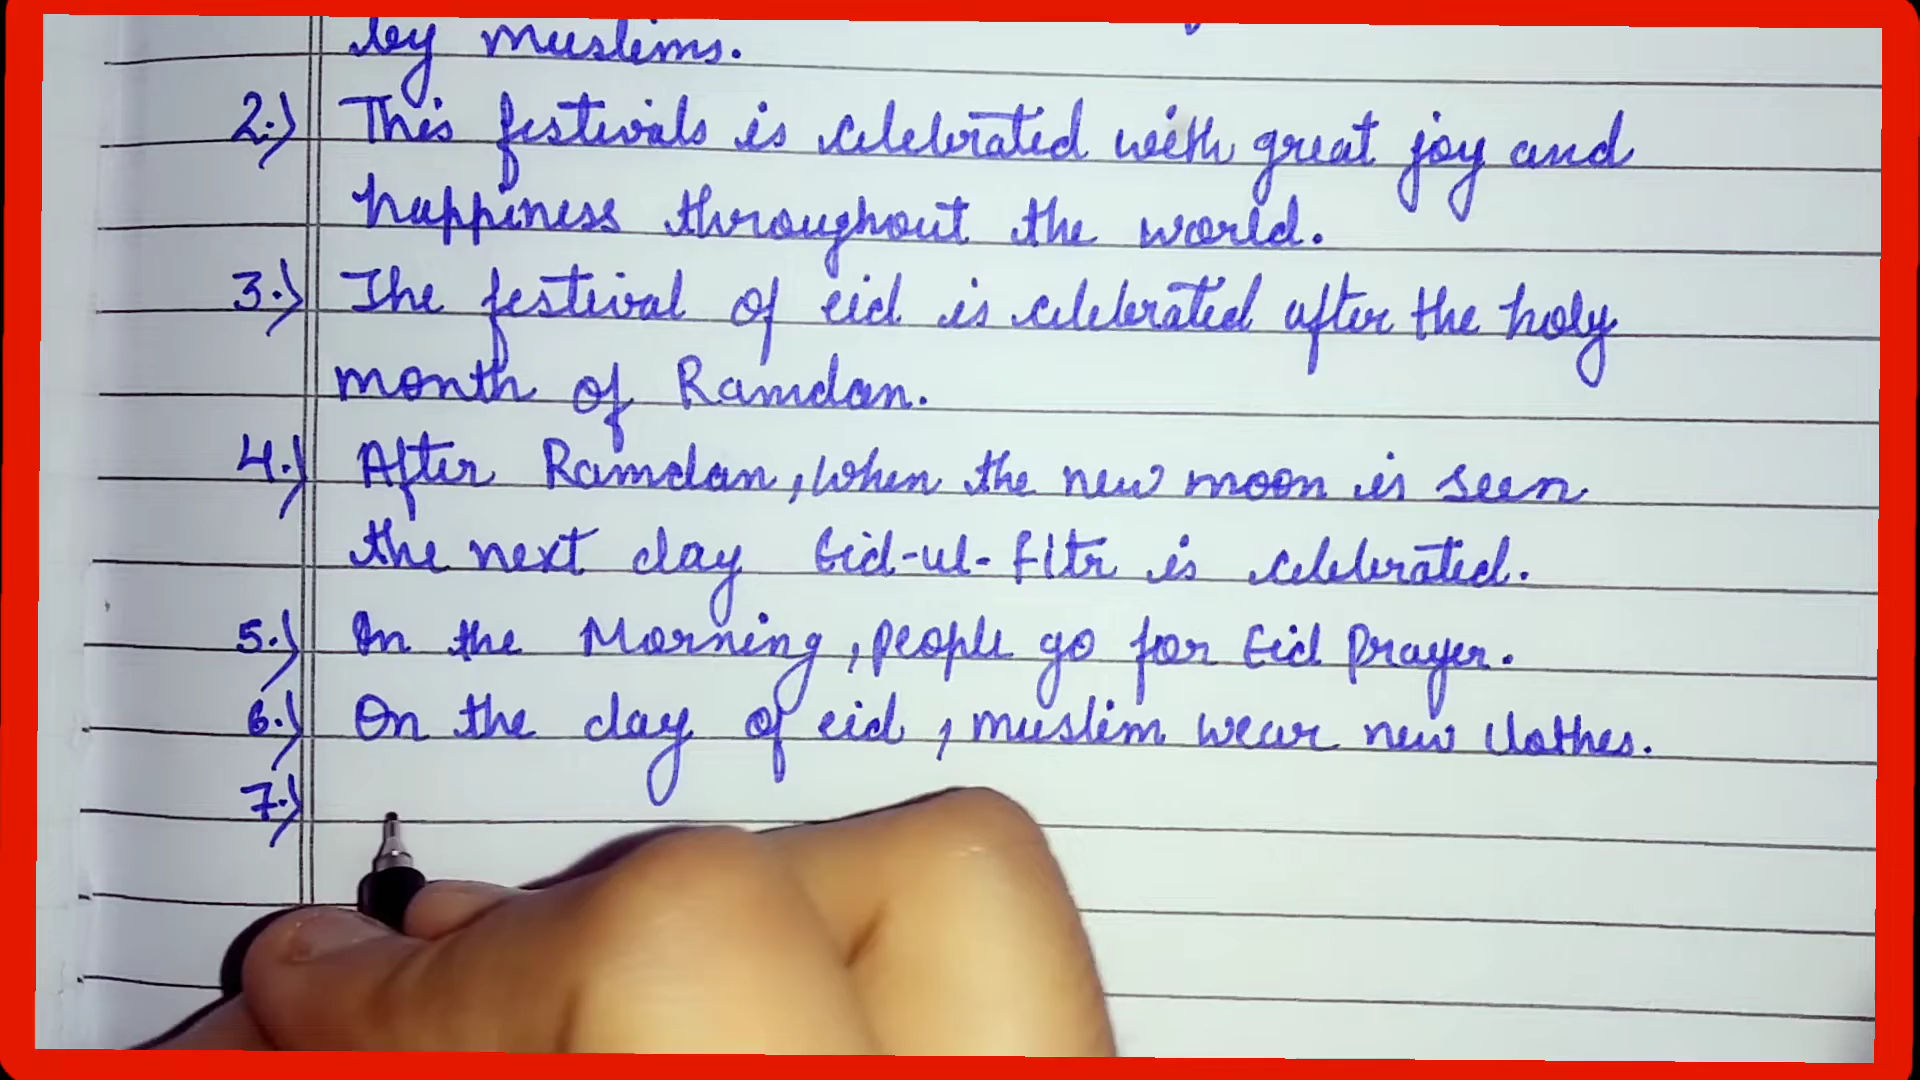 by muslims.
2.) This festivals is celebrated with great joy and
happiness throughout the world.
3.) The festival of eid is celebrated after the holy
month of Ramdan.
4.) After Ramdan, when the new moon is seen
the next day Eid-ul-Fitr is celebrated.
5.) In the Morning, people go for Eid Prayer.
6.) On the day of eid, muslim wear new clothes.
7.)